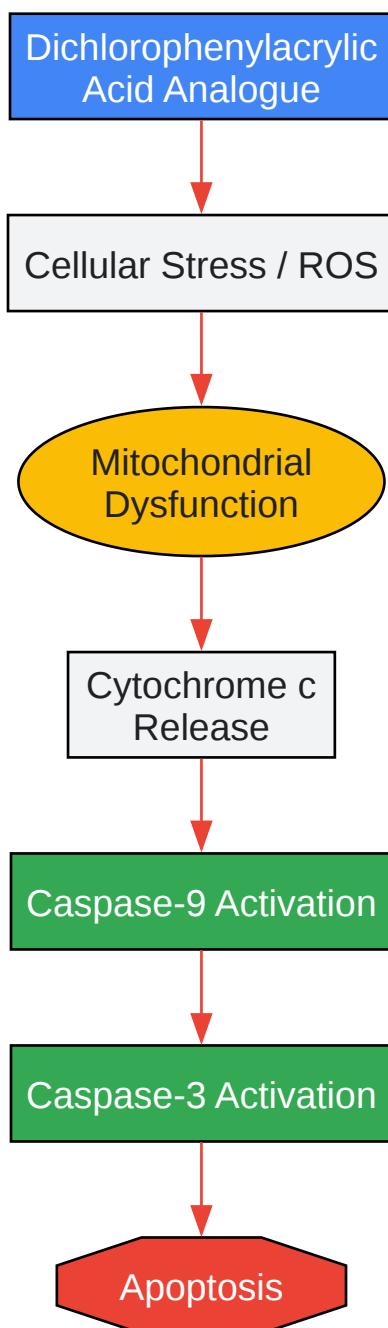 Dichlorophenylacrylic
Acid Analogue
Cellular Stress / ROS
Mitochondrial
Dysfunction
Cytochrome c
Release
Caspase-9 Activation
Caspase-3 Activation
Apoptosis